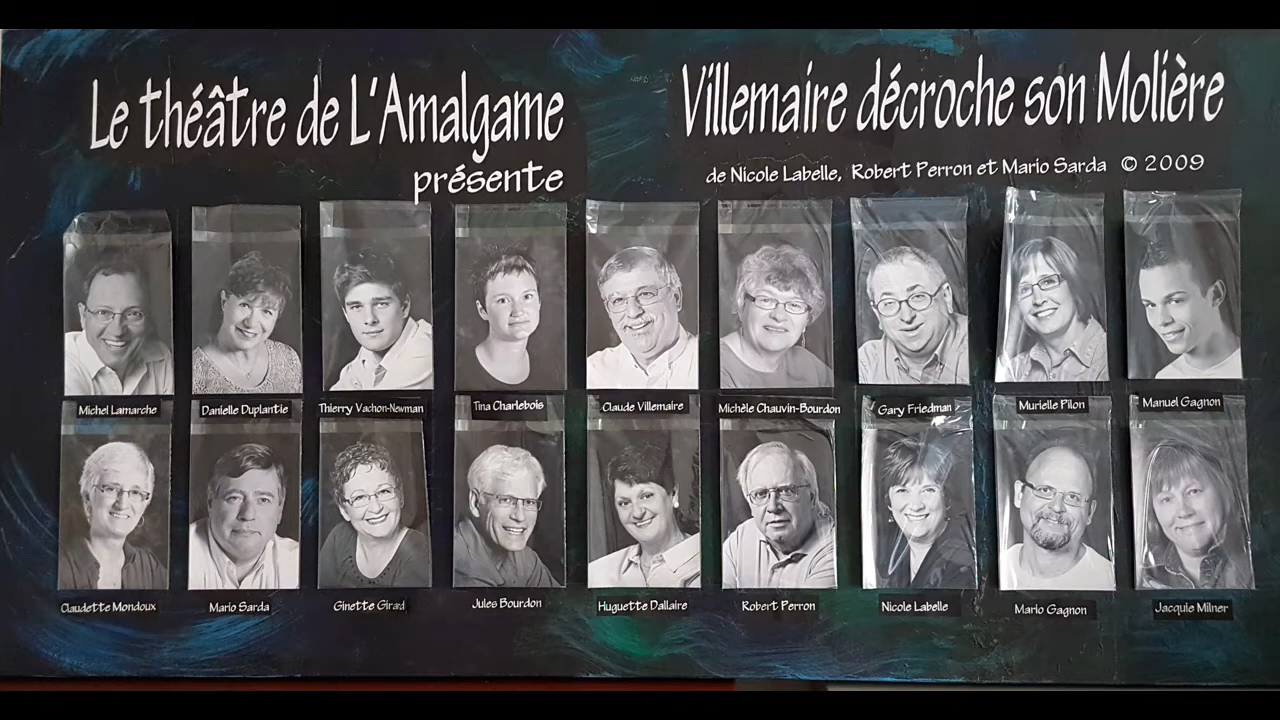 Le théâtre de L'Amalgame
présente
Villemaire décroche son Molière
de Nicole Labelle, Robert Perron et Mario Sarda © 2009
Michel Lamarche
Danielle Duplantie
Thierry Vachon-Newman
Tina Charlebois
Claude Villemaire
Michèle Chauvin-Bourdon
Gary Friedman
Murielle Pilon
Manuel Gagnon
Claudette Mondoux
Mario Sarda
Ginette Girard
Jules Bourdon
Huguette Dallaire
Robert Perron
Nicole Labelle
Mario Gagnon
Jacquie Milner